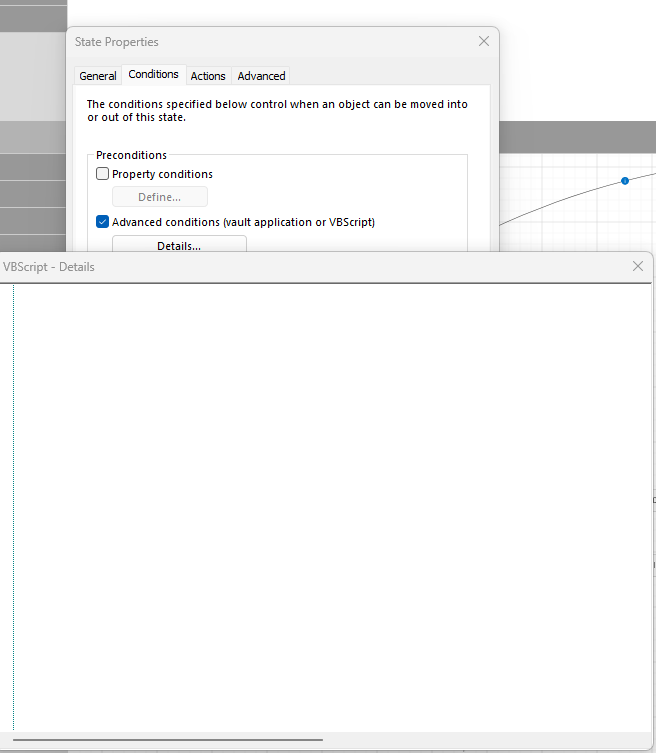 State Properties
General Conditions Actions Advanced
The conditions specified below control when an object can be moved into
or out of this state.
Preconditions
Property conditions
Define...
Advanced conditions (vault application or VBScript)
Details...
VBScript - Details